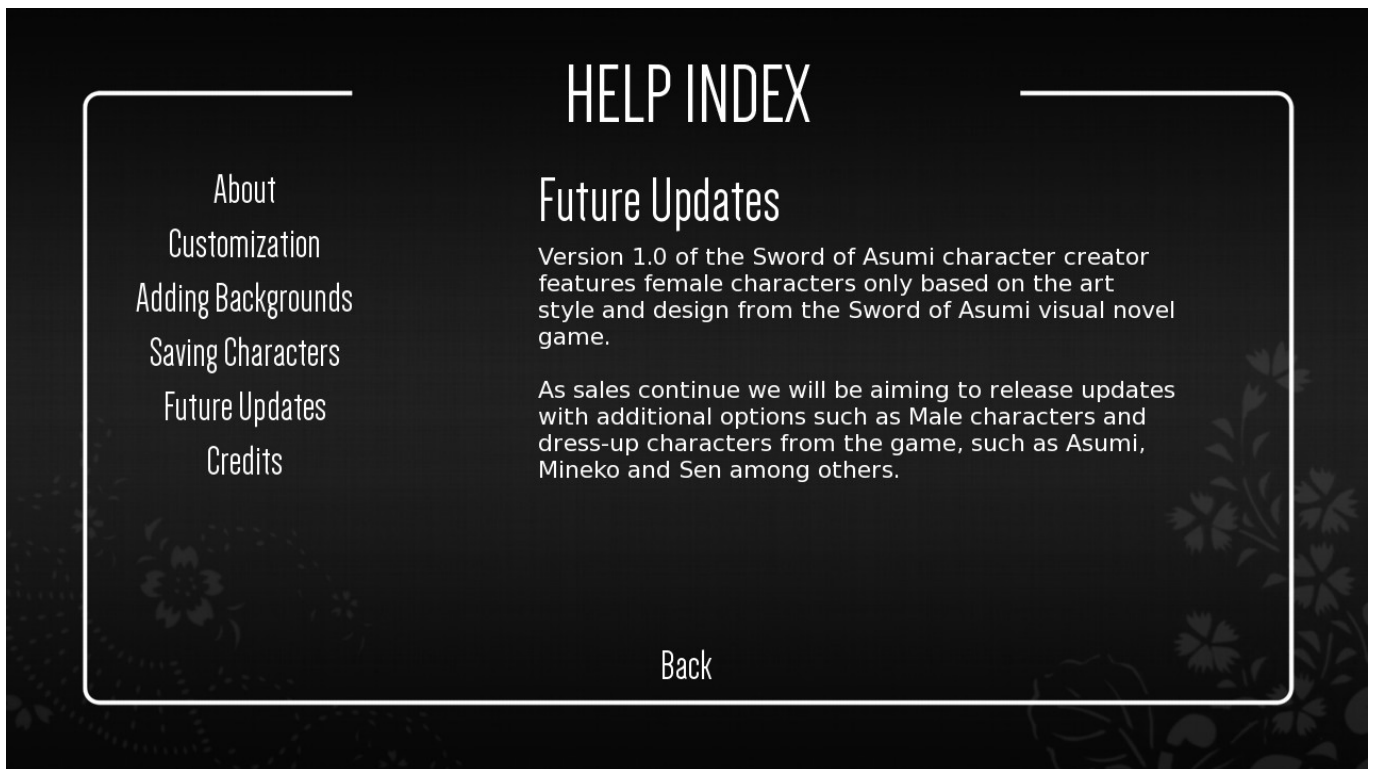 HELP INDEX
About
Customization
Adding Backgrounds
Saving Characters
Future Updates
Credits
Future Updates
Version 1.0 of the Sword of Asumi character creator
features female characters only based on the art
style and design from the Sword of Asumi visual novel
game.
As sales continue we will be aiming to release updates
with additional options such as Male characters and
dress-up characters from the game, such as Asumi,
Mineko and Sen among others.
Back